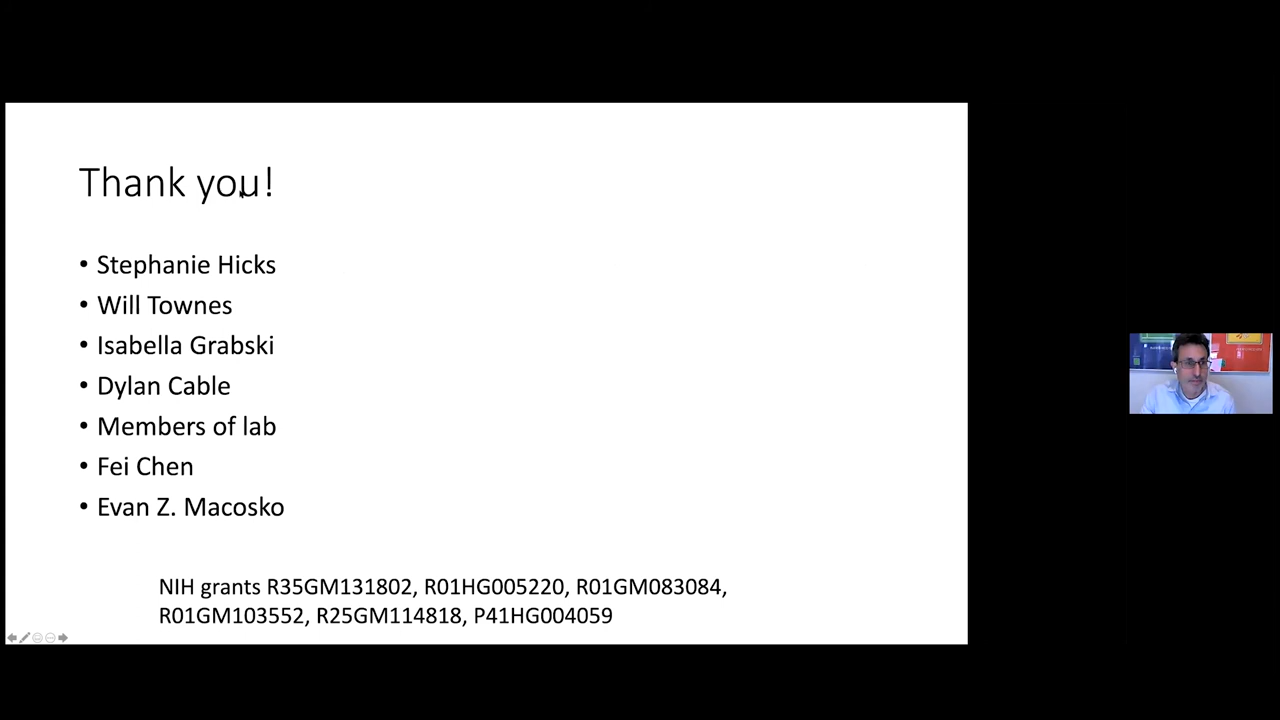 Thank you!
• Stephanie Hicks
• Will Townes
• Isabella Grabski
• Dylan Cable
• Members of lab
• Fei Chen
• Evan Z. Macosko
NIH grants R35GM131802, R01HG005220, R01GM083084,
R01GM103552, R25GM114818, P41HG004059